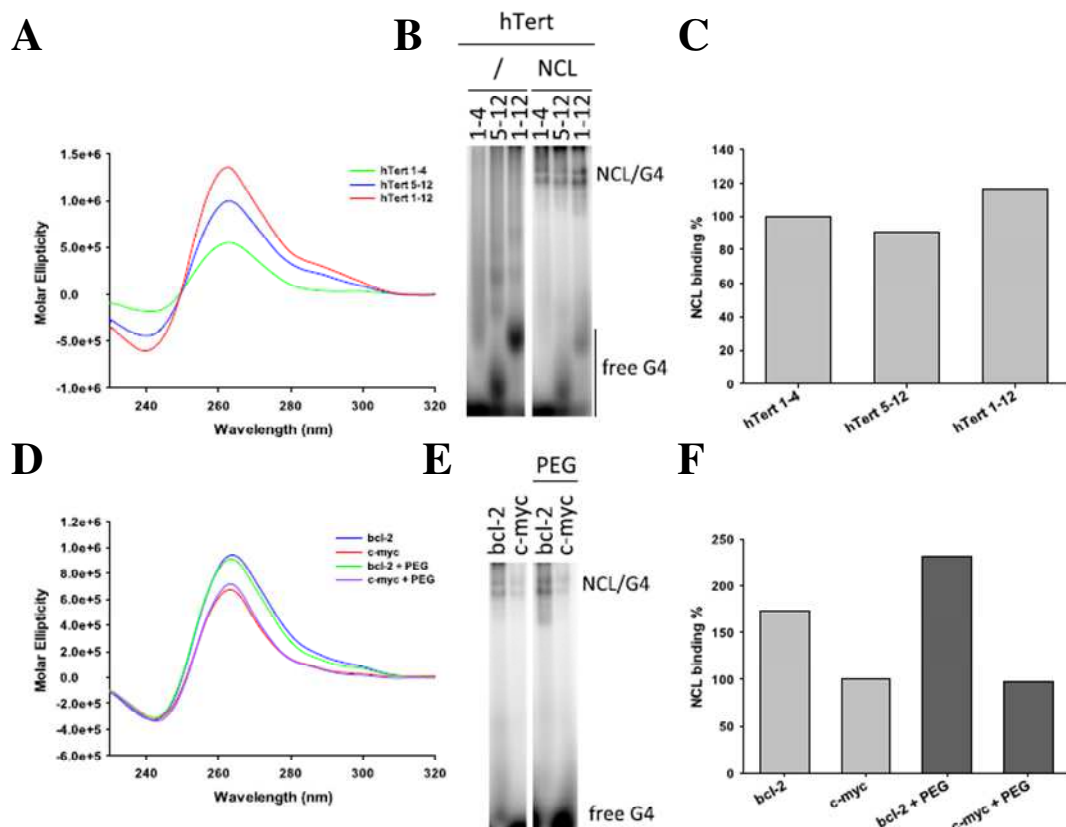 A
1.5e+6
1.0e+6
5.0e+5
0.0
-5.0e+5
-1.0e+6
Molar Ellipticity
240 260 280 300 320
Wavelength (nm)
hTert 1-4
hTert 5-12
hTert 1-12
B
hTert
/ NCL
1-4 5-12 1-12 1-4 5-12 1-12
NCL/G4
free G4
C
140
120
100
80
60
40
20
0
NCL binding %
hTert 1-4 hTert 5-12 hTert 1-12
D
1.2e+6
1.0e+6
8.0e+5
6.0e+5
4.0e+5
2.0e+5
0.0
-2.0e+5
-4.0e+5
-6.0e+5
Molar Ellipticity
240 260 280 300 320
Wavelength (nm)
bcl-2
c-myc
bcl-2 + PEG
c-myc + PEG
E
PEG
bcl-2 c-myc bcl-2 c-myc
NCL/G4
free G4
F
250
200
150
100
50
0
NCL binding %
bcl-2 c-myc bcl-2 + PEG c-myc + PEG